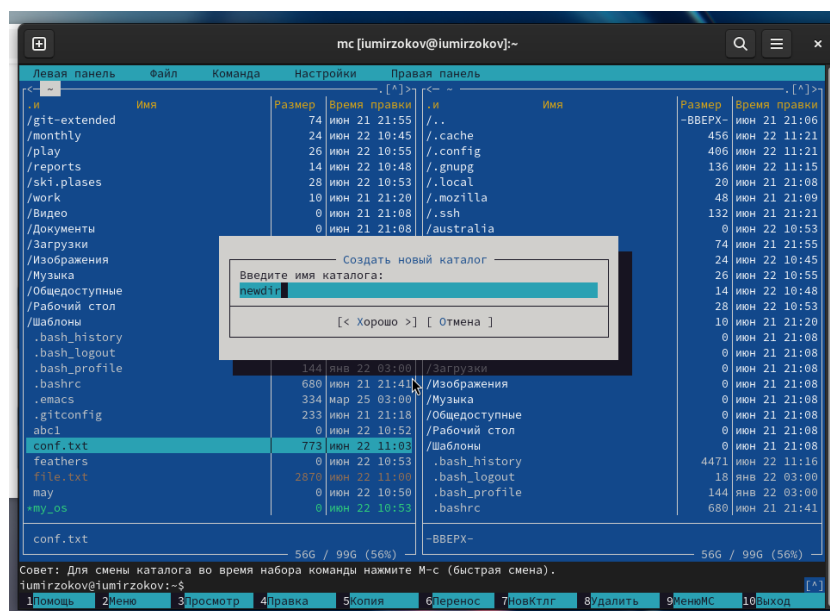 mc [iumirzokov@iumirzokov]:~
Левая панель Файл Команда Настройки Правая панель
<- ~ .[^]> <- ~ .[^]>
.и Имя Размер Время правки .и Имя Размер Время правки
/git-extended 74 июн 21 21:55 /.. -ВВЕРХ- июн 21 21:06
/monthly 24 июн 22 10:45 /.cache 456 июн 22 11:21
/play 26 июн 22 10:55 /.config 406 июн 22 11:21
/reports 14 июн 22 10:48 /.gnupg 136 июн 22 11:15
/ski.plases 28 июн 22 10:53 /.local 20 июн 21 21:08
/work 10 июн 21 21:20 /.mozilla 48 июн 21 21:09
/Видео 0 июн 21 21:08 /.ssh 132 июн 22 21:21
/Документы 0 июн 21 21:08 /australia 0 июн 22 10:53
/Загрузки 74 июн 21 21:55
/Изображения Создать новый каталог 24 июн 22 10:45
/Музыка Введите имя каталога: 26 июн 22 10:55
/Общедоступные newdir 14 июн 22 10:48
/Рабочий стол 28 июн 22 10:53
/Шаблоны [< Хорошо >] [ Отмена ] 10 июн 21 21:20
.bash_history 0 июн 21 21:08
.bash_logout 0 июн 21 21:08
.bash_profile 144 янв 22 03:00 /Загрузки 0 июн 21 21:08
.bashrc 680 июн 21 21:41 /Изображения 0 июн 21 21:08
.emacs 334 мар 25 03:00 /Музыка 0 июн 21 21:08
.gitconfig 233 июн 21 21:18 /Общедоступные 0 июн 21 21:08
abc1 0 июн 22 10:52 /Рабочий стол 0 июн 21 21:08
conf.txt 773 июн 22 11:03 /Шаблоны 0 июн 21 21:08
feathers 0 июн 22 10:53 .bash_history 4471 июн 22 11:16
file.txt 2870 июн 22 11:00 .bash_logout 18 янв 22 03:00
may 0 июн 22 10:50 .bash_profile 144 янв 22 03:00
*my_os 0 июн 22 10:53 .bashrc 680 июн 21 21:41
conf.txt -ВВЕРХ-
56G / 99G (56%) 56G / 99G (56%)
Совет: Для смены каталога во время набора команды нажмите M-c (быстрая смена).
iumirzokov@iumirzokov:~$ [^]
1Помощь 2Меню 3Просмотр 4Правка 5Копия 6Перенос 7НовКтлг 8Удалить 9МенюMC 10Выход